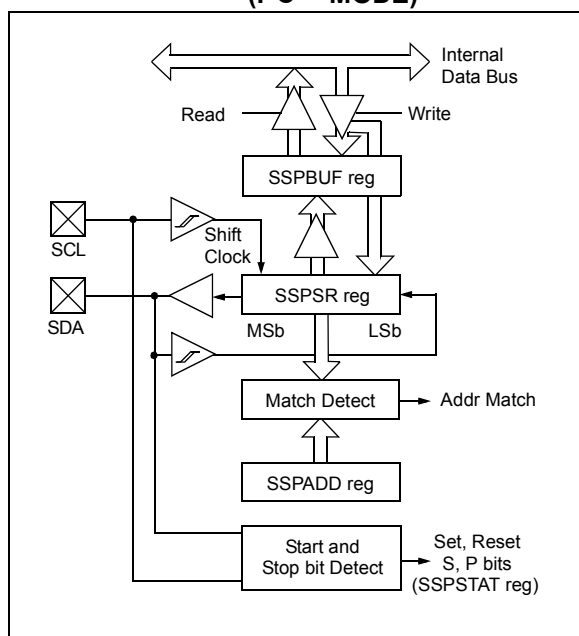 MODE)
Internal
Data Bus
Read
Write
SSPBUF reg
SCL
Shift
Clock
SSPSR reg
SDA
MSb
LSb
Match Detect
Addr Match
SSPADD reg
Start and
Stop bit Detect
Set, Reset
S, P bits
(SSPSTAT reg)